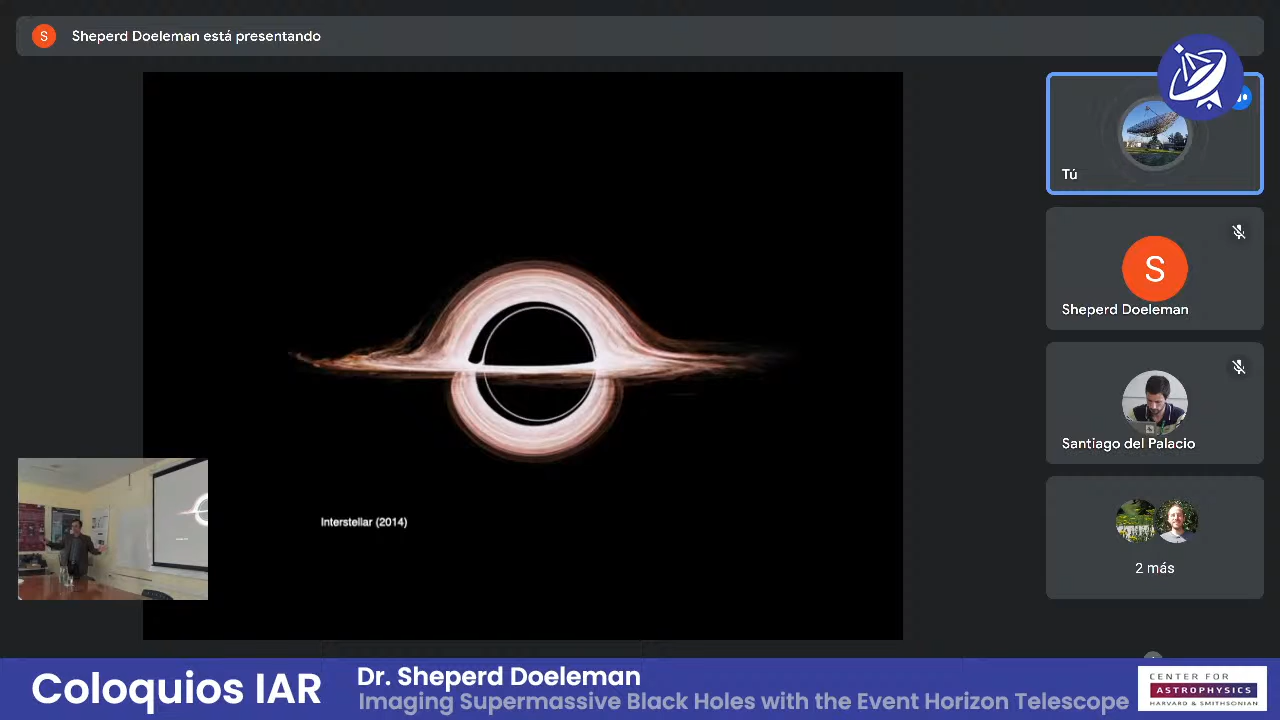 S
Sheperd Doeleman está presentando
Tú
S
Sheperd Doeleman
Santiago del Palacio
2 más
Interstellar (2014)
Coloquios IAR
Dr. Sheperd Doeleman
Imaging Supermassive Black Holes with the Event Horizon Telescope
CENTER FOR
ASTROPHYSICS
HARVARD & SMITHSONIAN